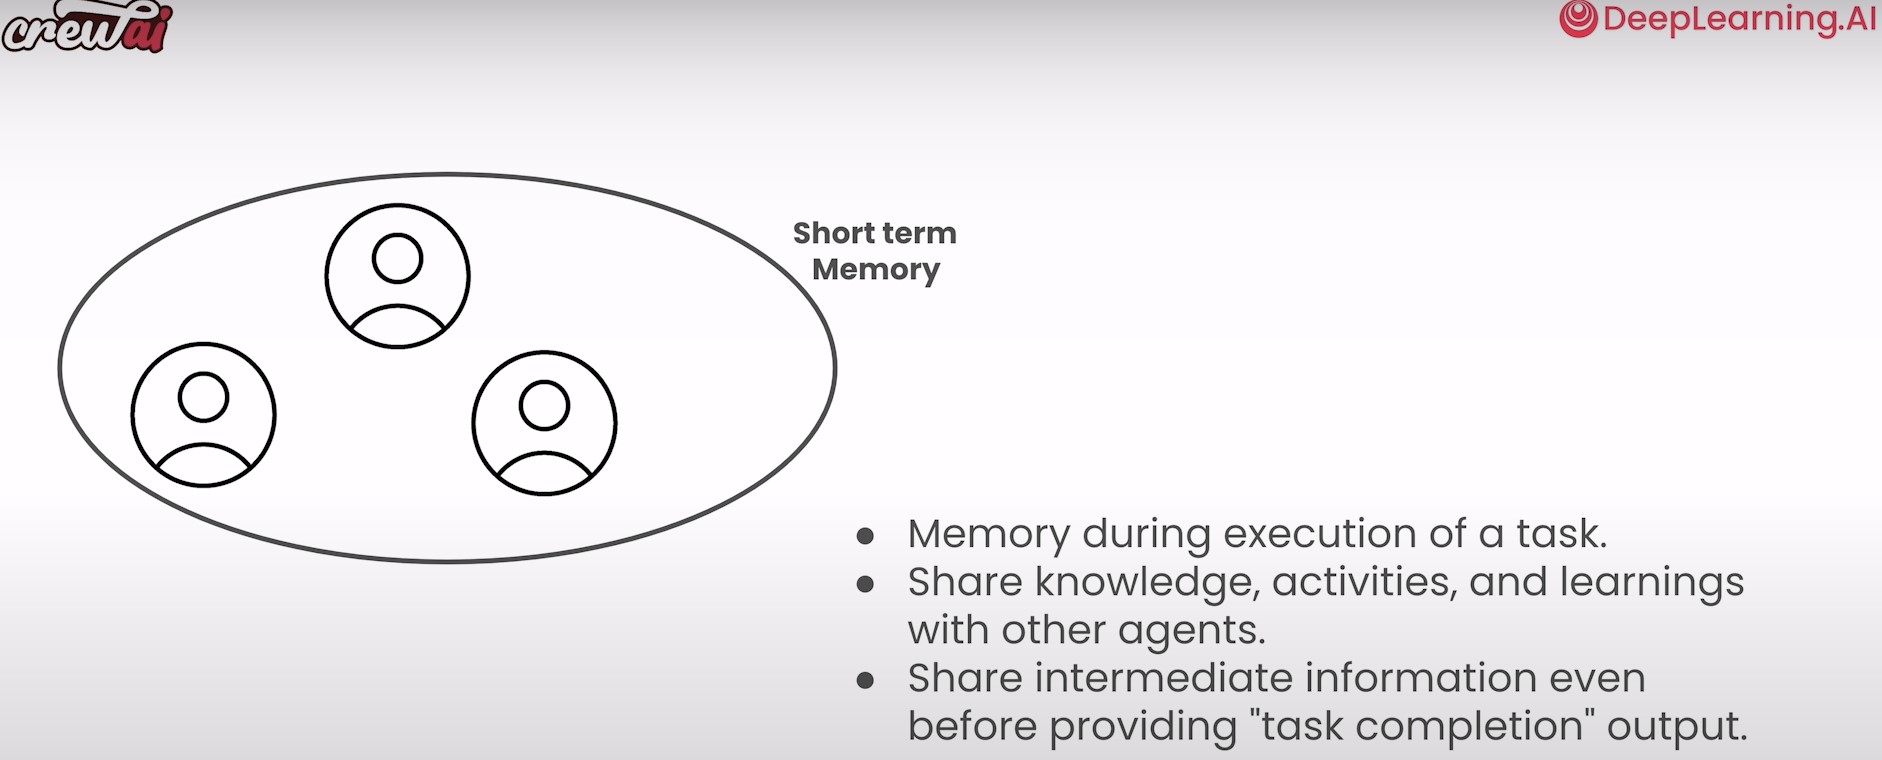 crewai
DeepLearning.AI
Short term
Memory
● Memory during execution of a task.
● Share knowledge, activities, and learnings
with other agents.
● Share intermediate information even
before providing "task completion" output.